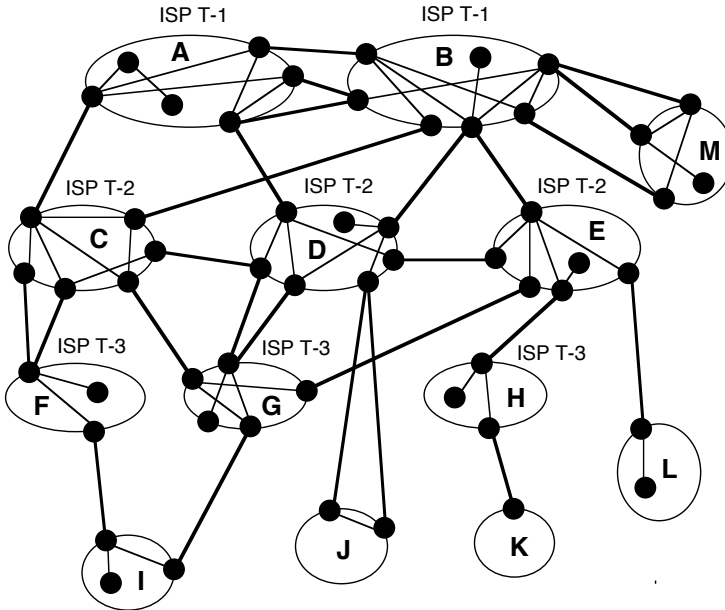 ISP T-1
ISP T-1
A
B
M
ISP T-2
ISP T-2
ISP T-2
C
D
E
ISP T-3
ISP T-3
ISP T-3
F
G
H
L
I
J
K